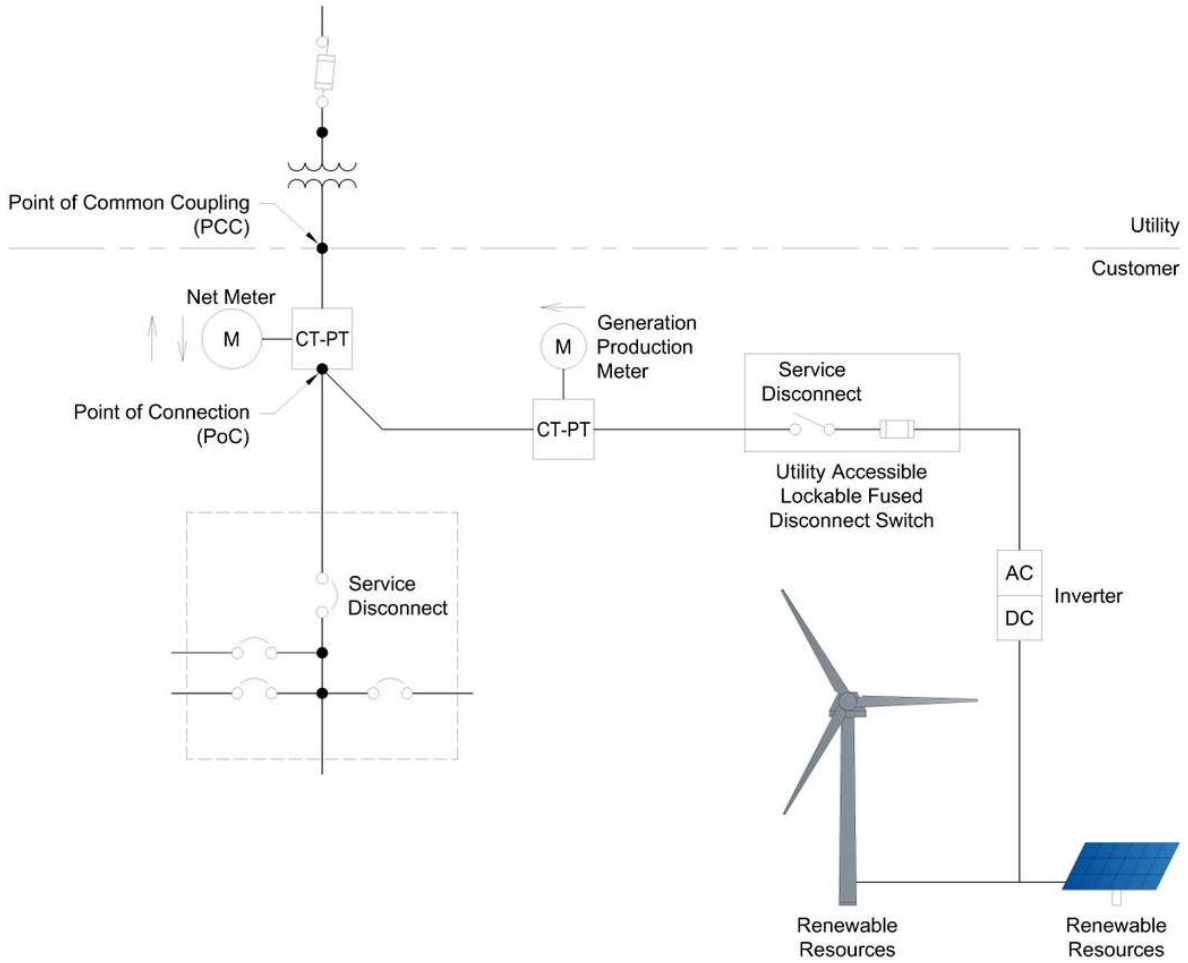 Point of Common Coupling
(PCC)
Utility
Customer
Net Meter
M
CT-PT
Generation
Production
Meter
M
CT-PT
Service
Disconnect
Point of Connection
(PoC)
Utility Accessible
Lockable Fused
Disconnect Switch
Service
Disconnect
AC
DC
Inverter
Renewable
Resources
Renewable
Resources